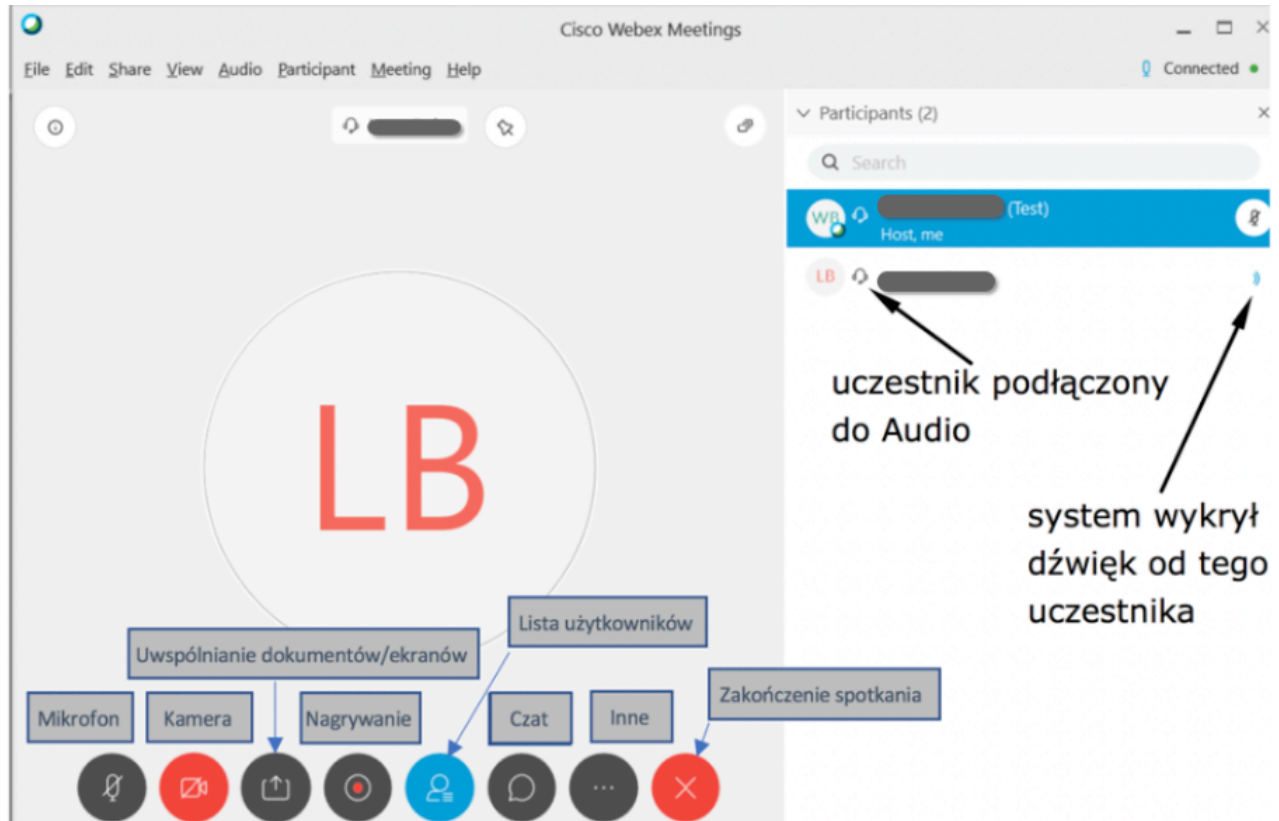 Cisco Webex Meetings
File Edit Share View Audio Participant Meeting Help
Connected
Participants (2)
Search
WB
(Test)
Host, me
LB
LB
uczestnik podłączony
do Audio
system wykrył
dźwięk od tego
uczestnika
Lista użytkowników
Uwspólnianie dokumentów/ekranów
Zakończenie spotkania
Mikrofon
Kamera
Nagrywanie
Czat
Inne